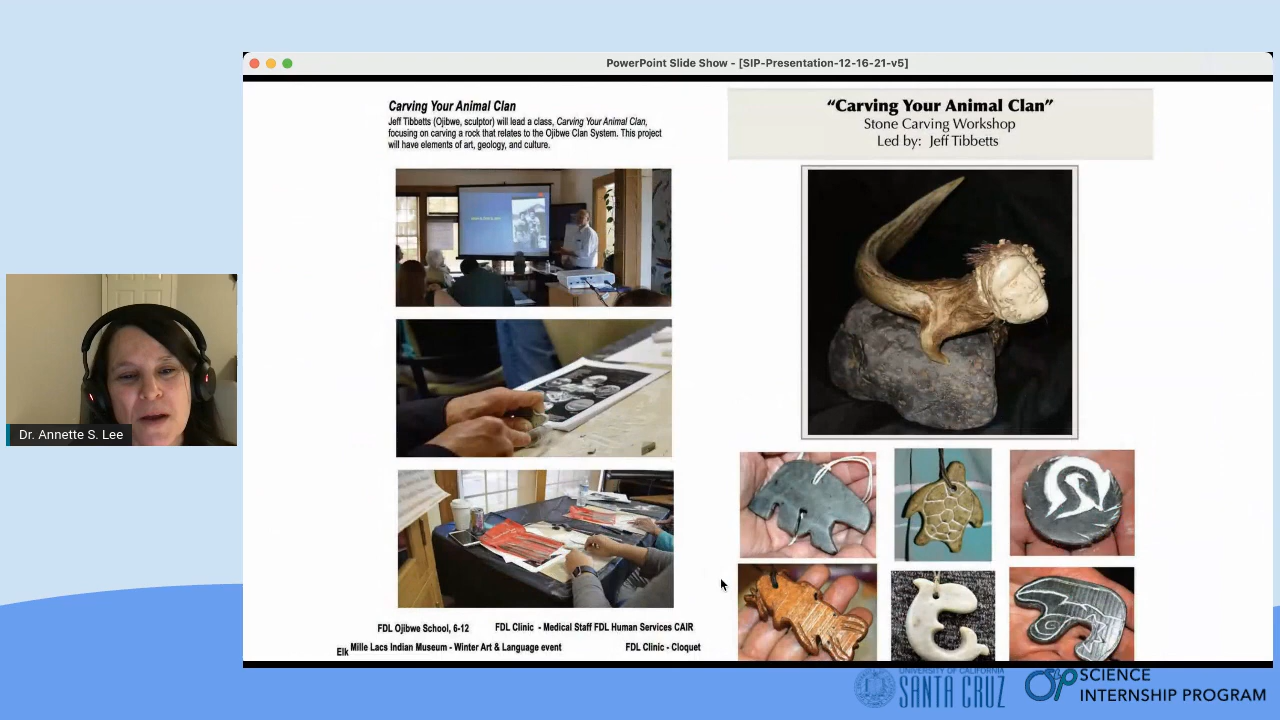 PowerPoint Slide Show - [SIP-Presentation-12-16-21-v5]
Carving Your Animal Clan
Jeff Tibbetts (Ojibwe, sculptor) will lead a class, Carving Your Animal Clan,
focusing on carving a rock that relates to the Ojibwe Clan System. This project
will have elements of art, geology, and culture.
“Carving Your Animal Clan”
Stone Carving Workshop
Led by: Jeff Tibbetts
Dr. Annette S. Lee
FDL Ojibwe School, 6-12
FDL Clinic - Medical Staff FDL Human Services CAIR
Elk
Mille Lacs Indian Museum - Winter Art & Language event
FDL Clinic - Cloquet
UNIVERSITY OF CALIFORNIA
SANTA CRUZ
SIP
SCIENCE
INTERNSHIP PROGRAM